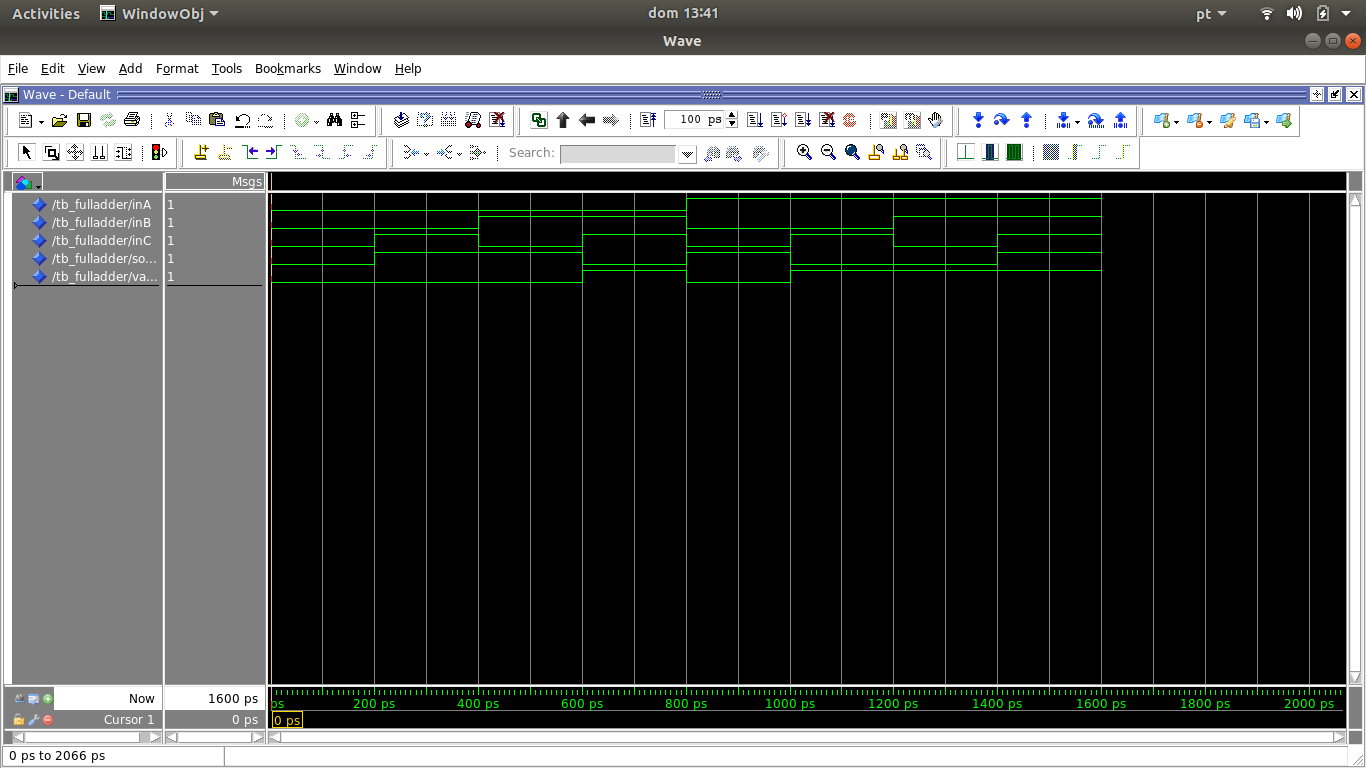 Activities WindowObj dom 13:41 pt
Wave
File Edit View Add Format Tools Bookmarks Window Help
Wave - Default
100 ps
Search:
Msgs
/tb_fulladder/inA 1
/tb_fulladder/inB 1
/tb_fulladder/inC 1
/tb_fulladder/so... 1
/tb_fulladder/va... 1
Now 1600 ps ps 200 ps 400 ps 600 ps 800 ps 1000 ps 1200 ps 1400 ps 1600 ps 1800 ps 2000 ps
Cursor 1 0 ps 0 ps
0 ps to 2066 ps